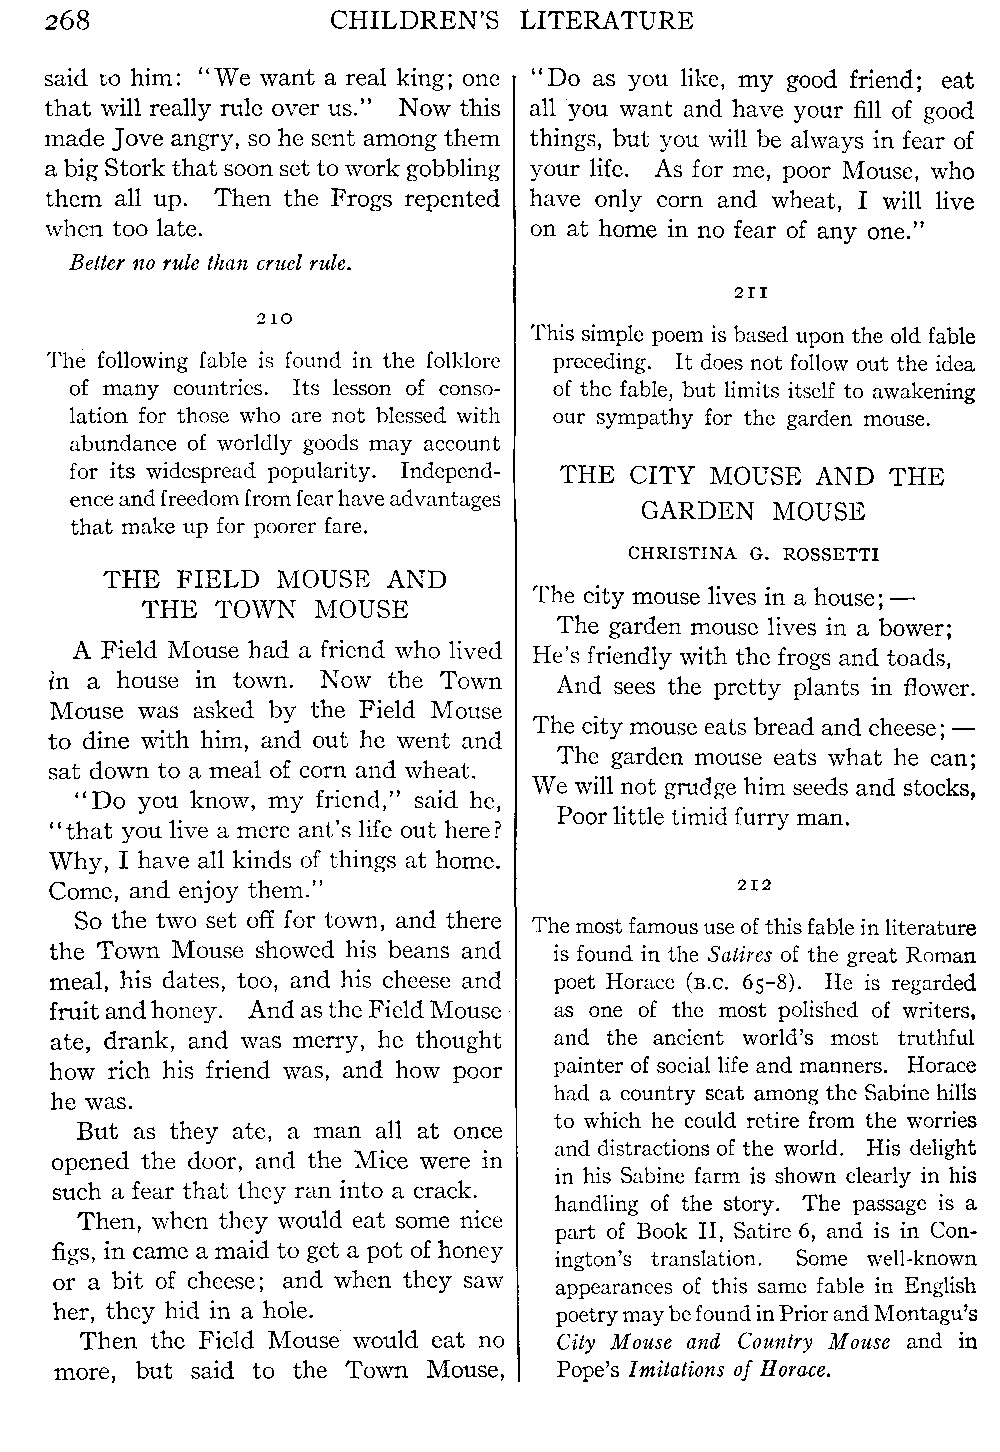 268 CHILDREN'S LITERATURE
said to him: "We want a real king; one
that will really rule over us." Now this
made Jove angry, so he sent among them
a big Stork that soon set to work gobbling
them all up. Then the Frogs repented
when too late.
Better no rule than cruel rule.
210
The following fable is found in the folklore
of many countries. Its lesson of conso-
lation for those who are not blessed with
abundance of worldly goods may account
for its widespread popularity. Independ-
ence and freedom from fear have advantages
that make up for poorer fare.
THE FIELD MOUSE AND
THE TOWN MOUSE
A Field Mouse had a friend who lived
in a house in town. Now the Town
Mouse was asked by the Field Mouse
to dine with him, and out he went and
sat down to a meal of corn and wheat.
"Do you know, my friend," said he,
"that you live a mere ant's life out here?
Why, I have all kinds of things at home.
Come, and enjoy them."
So the two set off for town, and there
the Town Mouse showed his beans and
meal, his dates, too, and his cheese and
fruit and honey. And as the Field Mouse
ate, drank, and was merry, he thought
how rich his friend was, and how poor
he was.
But as they ate, a man all at once
opened the door, and the Mice were in
such a fear that they ran into a crack.
Then, when they would eat some nice
figs, in came a maid to get a pot of honey
or a bit of cheese; and when they saw
her, they hid in a hole.
Then the Field Mouse would eat no
more, but said to the Town Mouse,
"Do as you like, my good friend; eat
all you want and have your fill of good
things, but you will be always in fear of
your life. As for me, poor Mouse, who
have only corn and wheat, I will live
on at home in no fear of any one."
211
This simple poem is based upon the old fable
preceding. It does not follow out the idea
of the fable, but limits itself to awakening
our sympathy for the garden mouse.
THE CITY MOUSE AND THE
GARDEN MOUSE
CHRISTINA G. ROSSETTI
The city mouse lives in a house; —
The garden mouse lives in a bower;
He's friendly with the frogs and toads,
And sees the pretty plants in flower.
The city mouse eats bread and cheese; —
The garden mouse eats what he can;
We will not grudge him seeds and stocks,
Poor little timid furry man.
212
The most famous use of this fable in literature
is found in the Satires of the great Roman
poet Horace (B.C. 65–8). He is regarded
as one of the most polished of writers,
and the ancient world's most truthful
painter of social life and manners. Horace
had a country seat among the Sabine hills
to which he could retire from the worries
and distractions of the world. His delight
in his Sabine farm is shown clearly in his
handling of the story. The passage is a
part of Book II, Satire 6, and is in Con-
ington's translation. Some well-known
appearances of this same fable in English
poetry may be found in Prior and Montagu's
City Mouse and Country Mouse and in
Pope's Imitations of Horace.